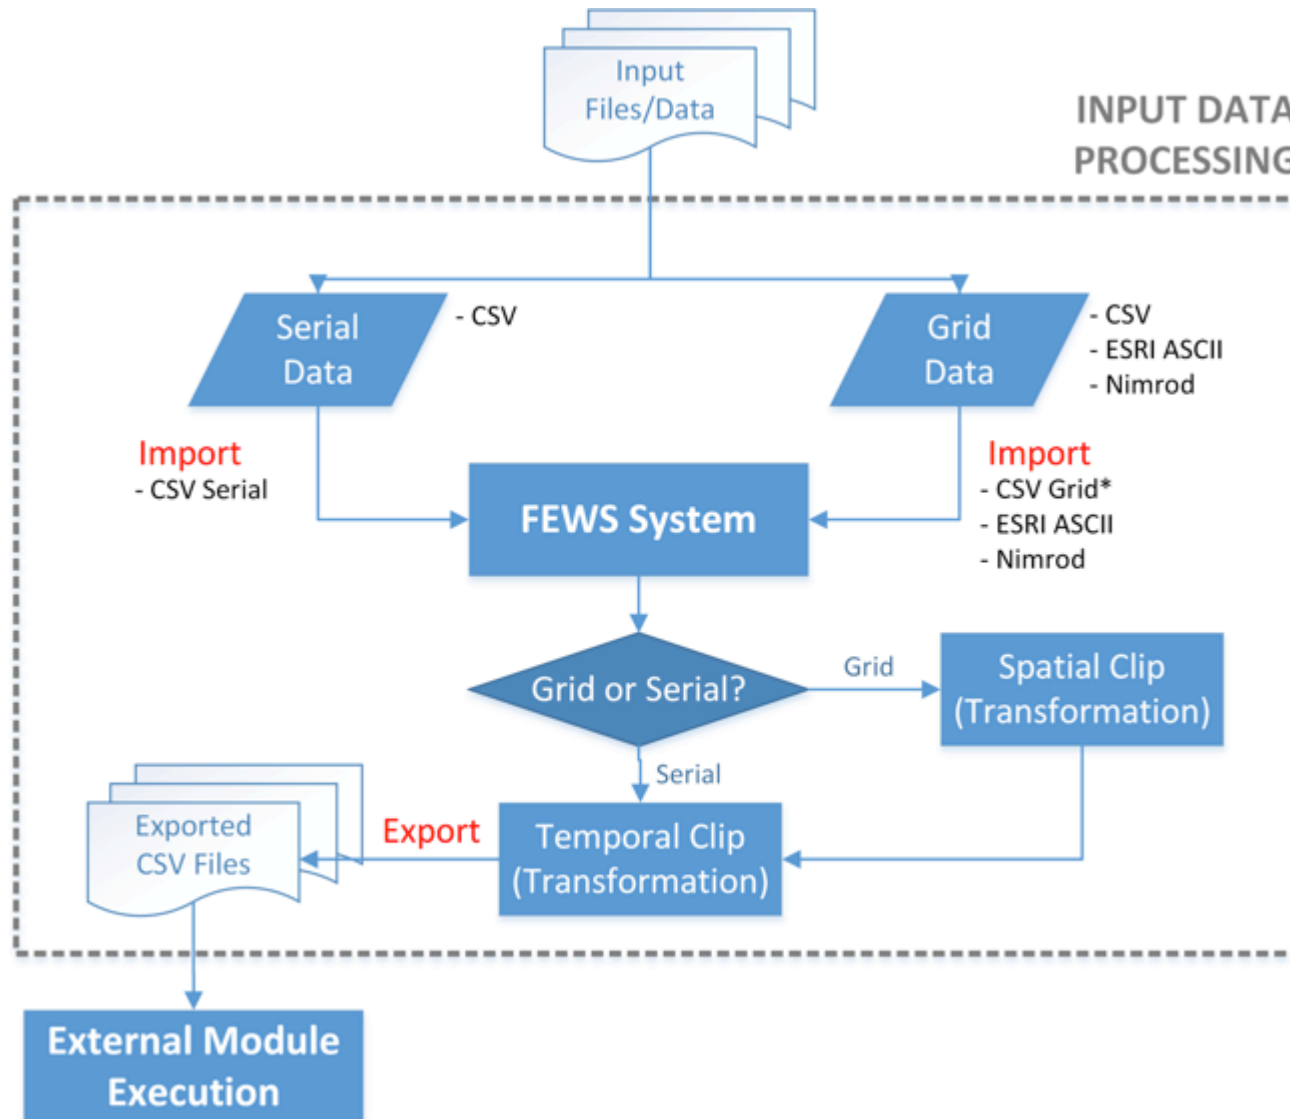 Input
Files/Data
INPUT DATA
PROCESSING
Serial
Data
- CSV
Grid
Data
- CSV
- ESRI ASCII
- Nimrod
Import
- CSV Serial
FEWS System
Import
- CSV Grid*
- ESRI ASCII
- Nimrod
Grid or Serial?
Grid
Spatial Clip
(Transformation)
Serial
Exported
CSV Files
Export
Temporal Clip
(Transformation)
External Module
Execution